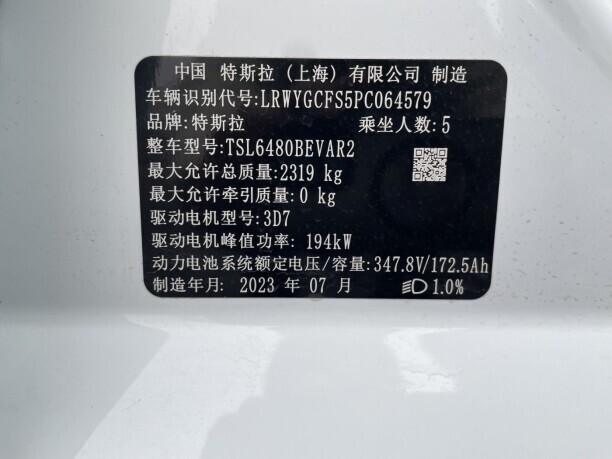 中国 特斯拉（上海）有限公司 制造
车辆识别代号:LRWYGCFS5PC064579
品牌:特斯拉 乘坐人数:5
整车型号:TSL6480BEVAR2
最大允许总质量:2319 kg
最大允许牵引质量:0 kg
驱动电机型号:3D7
驱动电机峰值功率: 194kW
动力电池系统额定电压/容量:347.8V/172.5Ah
制造年月: 2023 年 07 月 1.0%